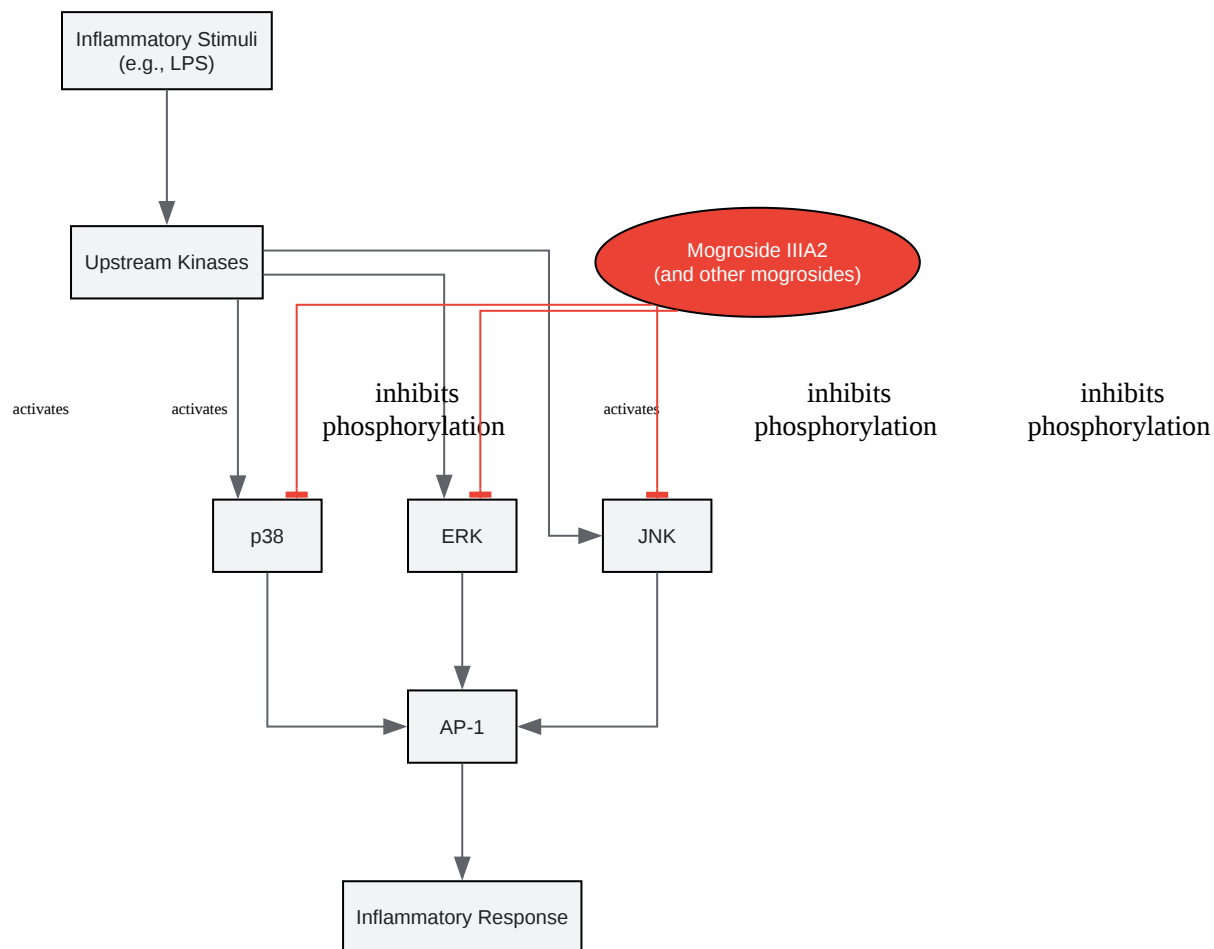 Inflammatory Stimuli
(e.g., LPS)
Upstream Kinases
Mogroside IIIA2
(and other mogrosides)
activates
activates
inhibits
phosphorylation
activates
inhibits
phosphorylation
inhibits
phosphorylation
p38
ERK
JNK
AP-1
Inflammatory Response